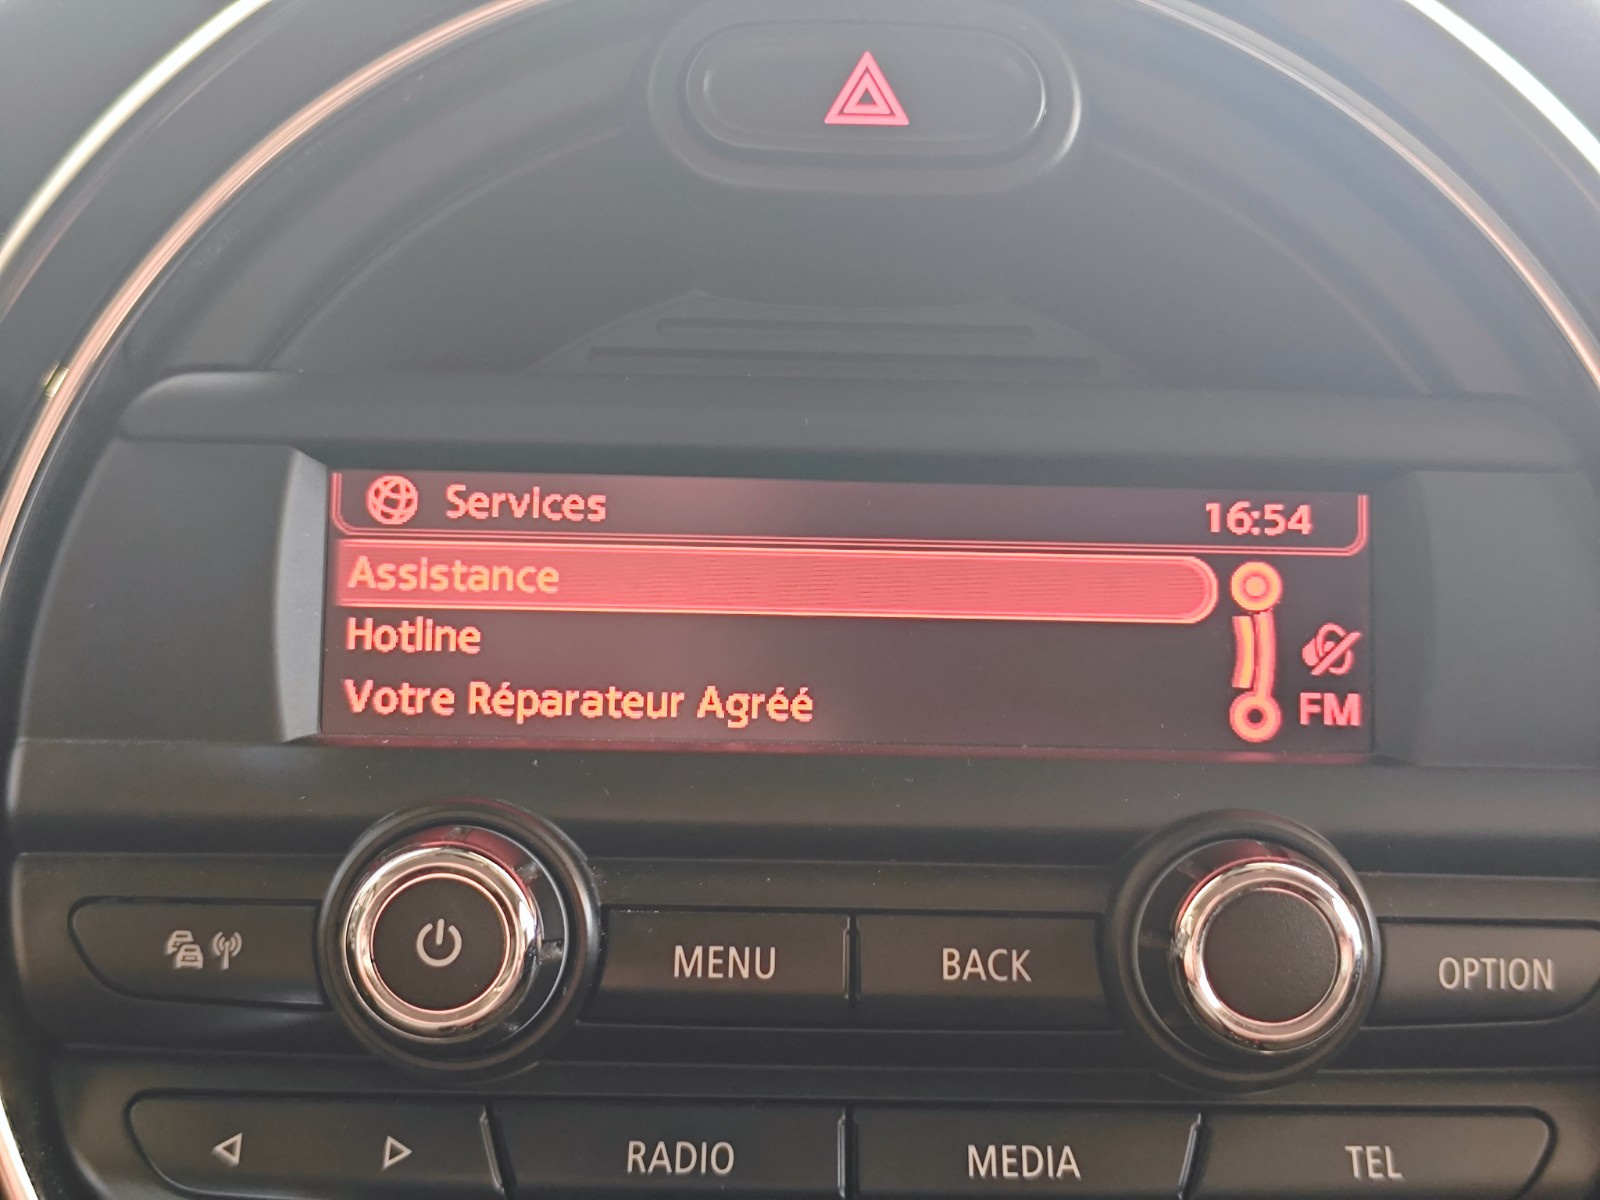 Services
16:54
Assistance
Hotline
Votre Réparateur Agréé
FM
MENU
BACK
OPTION
RADIO
MEDIA
TEL